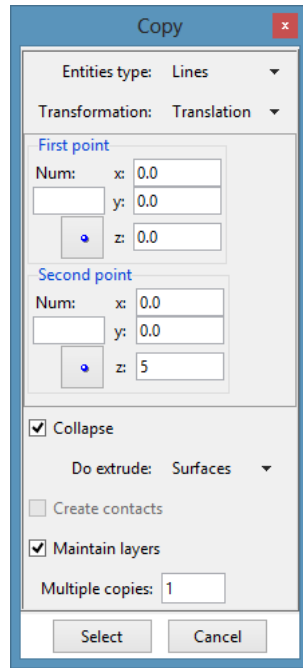 Copy
x
Entities type: Lines
Transformation: Translation
First point
Num: x: 0.0
y: 0.0
z: 0.0
Second point
Num: x: 0.0
y: 0.0
z: 5
Collapse
Do extrude: Surfaces
Create contacts
Maintain layers
Multiple copies: 1
Select Cancel